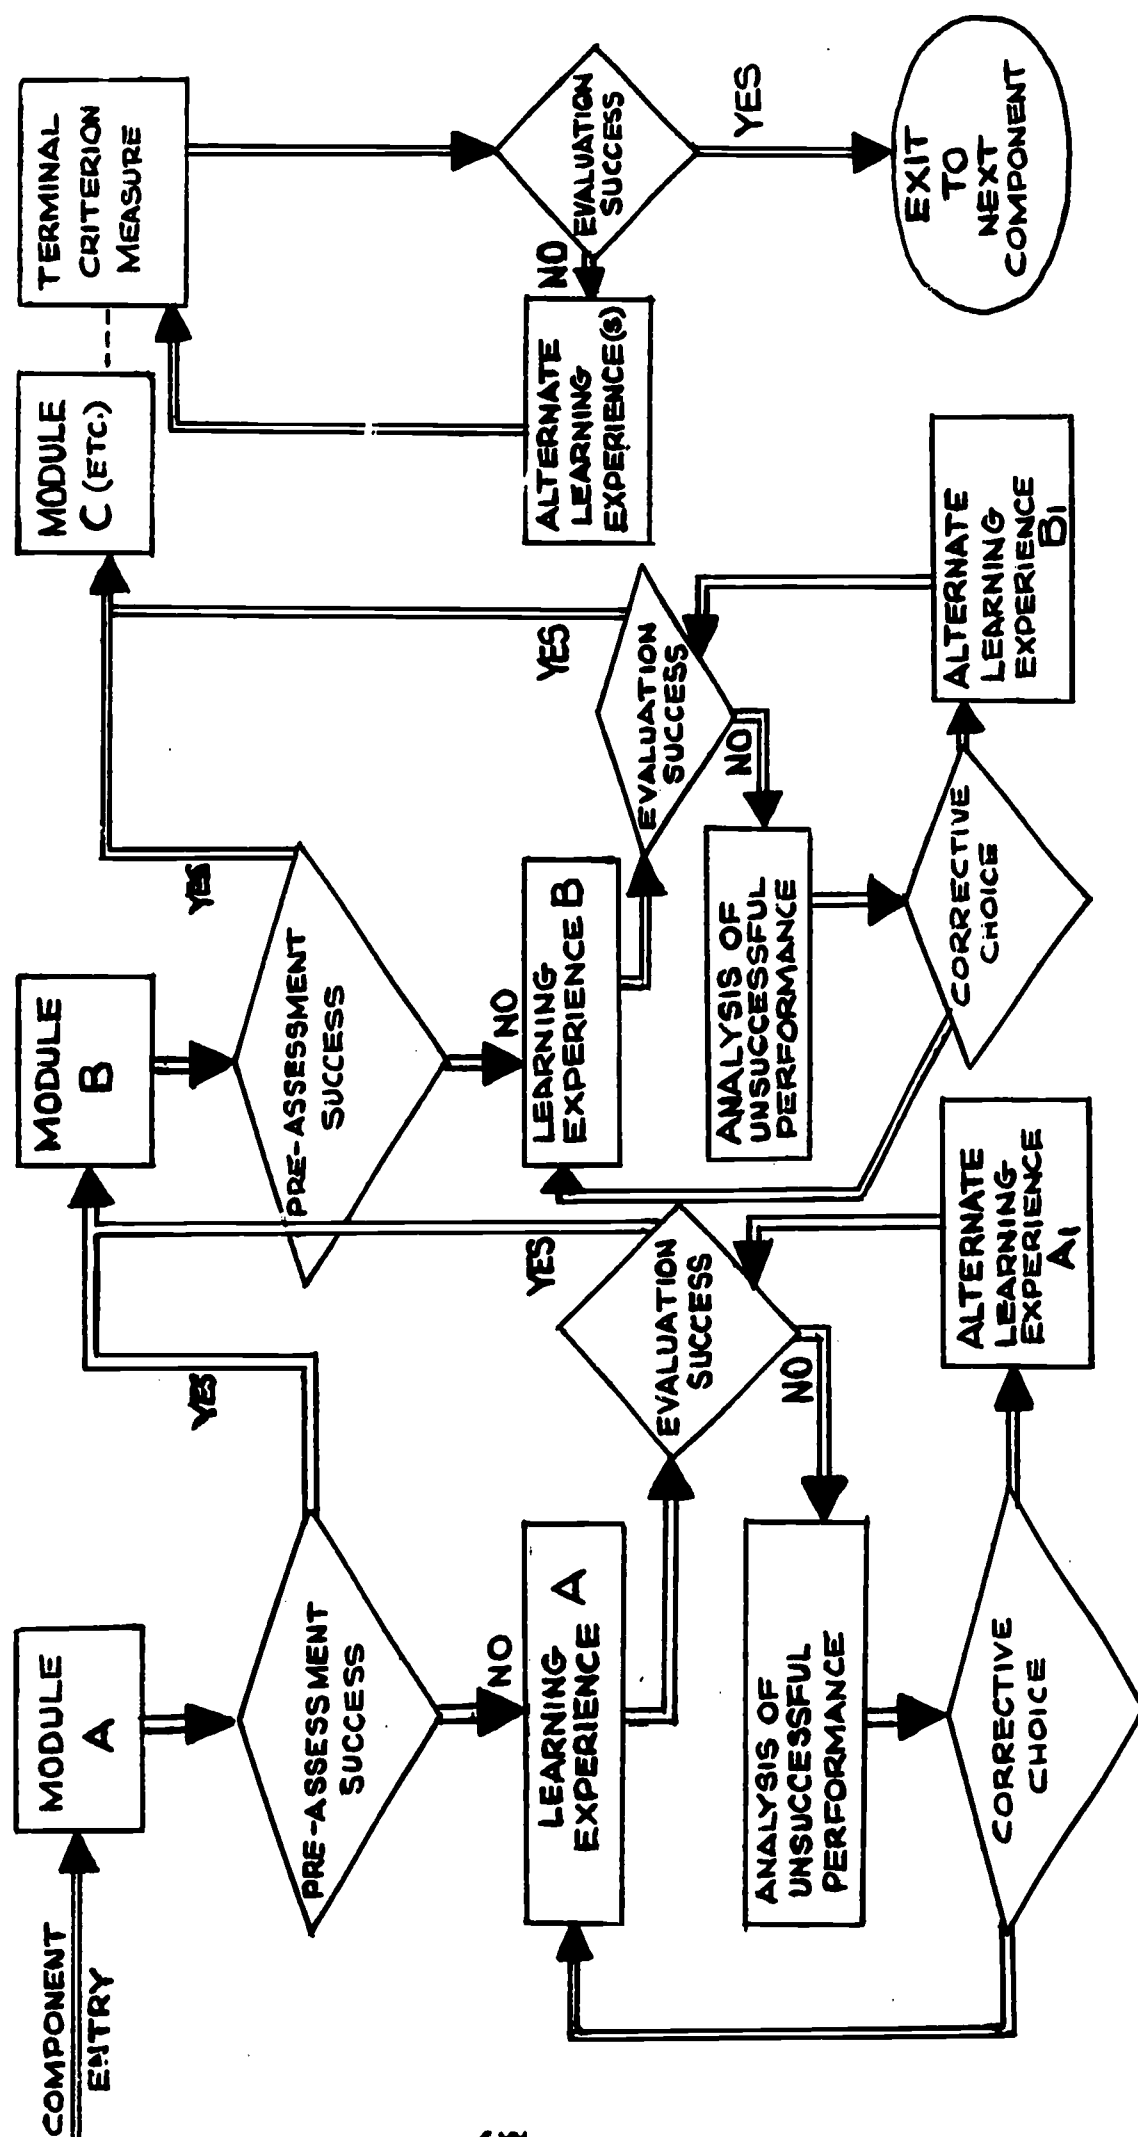 COMPONENT
ENTRY
MODULE
A
PRE-ASSESSMENT
SUCCESS
YES
NO
LEARNING
EXPERIENCE A
EVALUATION
SUCCESS
YES
NO
ANALYSIS OF
UNSUCCESSFUL
PERFORMANCE
CORRECTIVE
CHOICE
ALTERNATE
LEARNING
EXPERIENCE
A1
MODULE
B
PRE-ASSESSMENT
SUCCESS
YES
NO
LEARNING
EXPERIENCE B
EVALUATION
SUCCESS
YES
NO
ANALYSIS OF
UNSUCCESSFUL
PERFORMANCE
CORRECTIVE
CHOICE
ALTERNATE
LEARNING
EXPERIENCE
B1
MODULE
C (ETC.)
TERMINAL
CRITERION
MEASURE
EVALUATION
SUCCESS
NO
ALTERNATE
LEARNING
EXPERIENCE(S)
YES
EXIT
TO
NEXT
COMPONENT